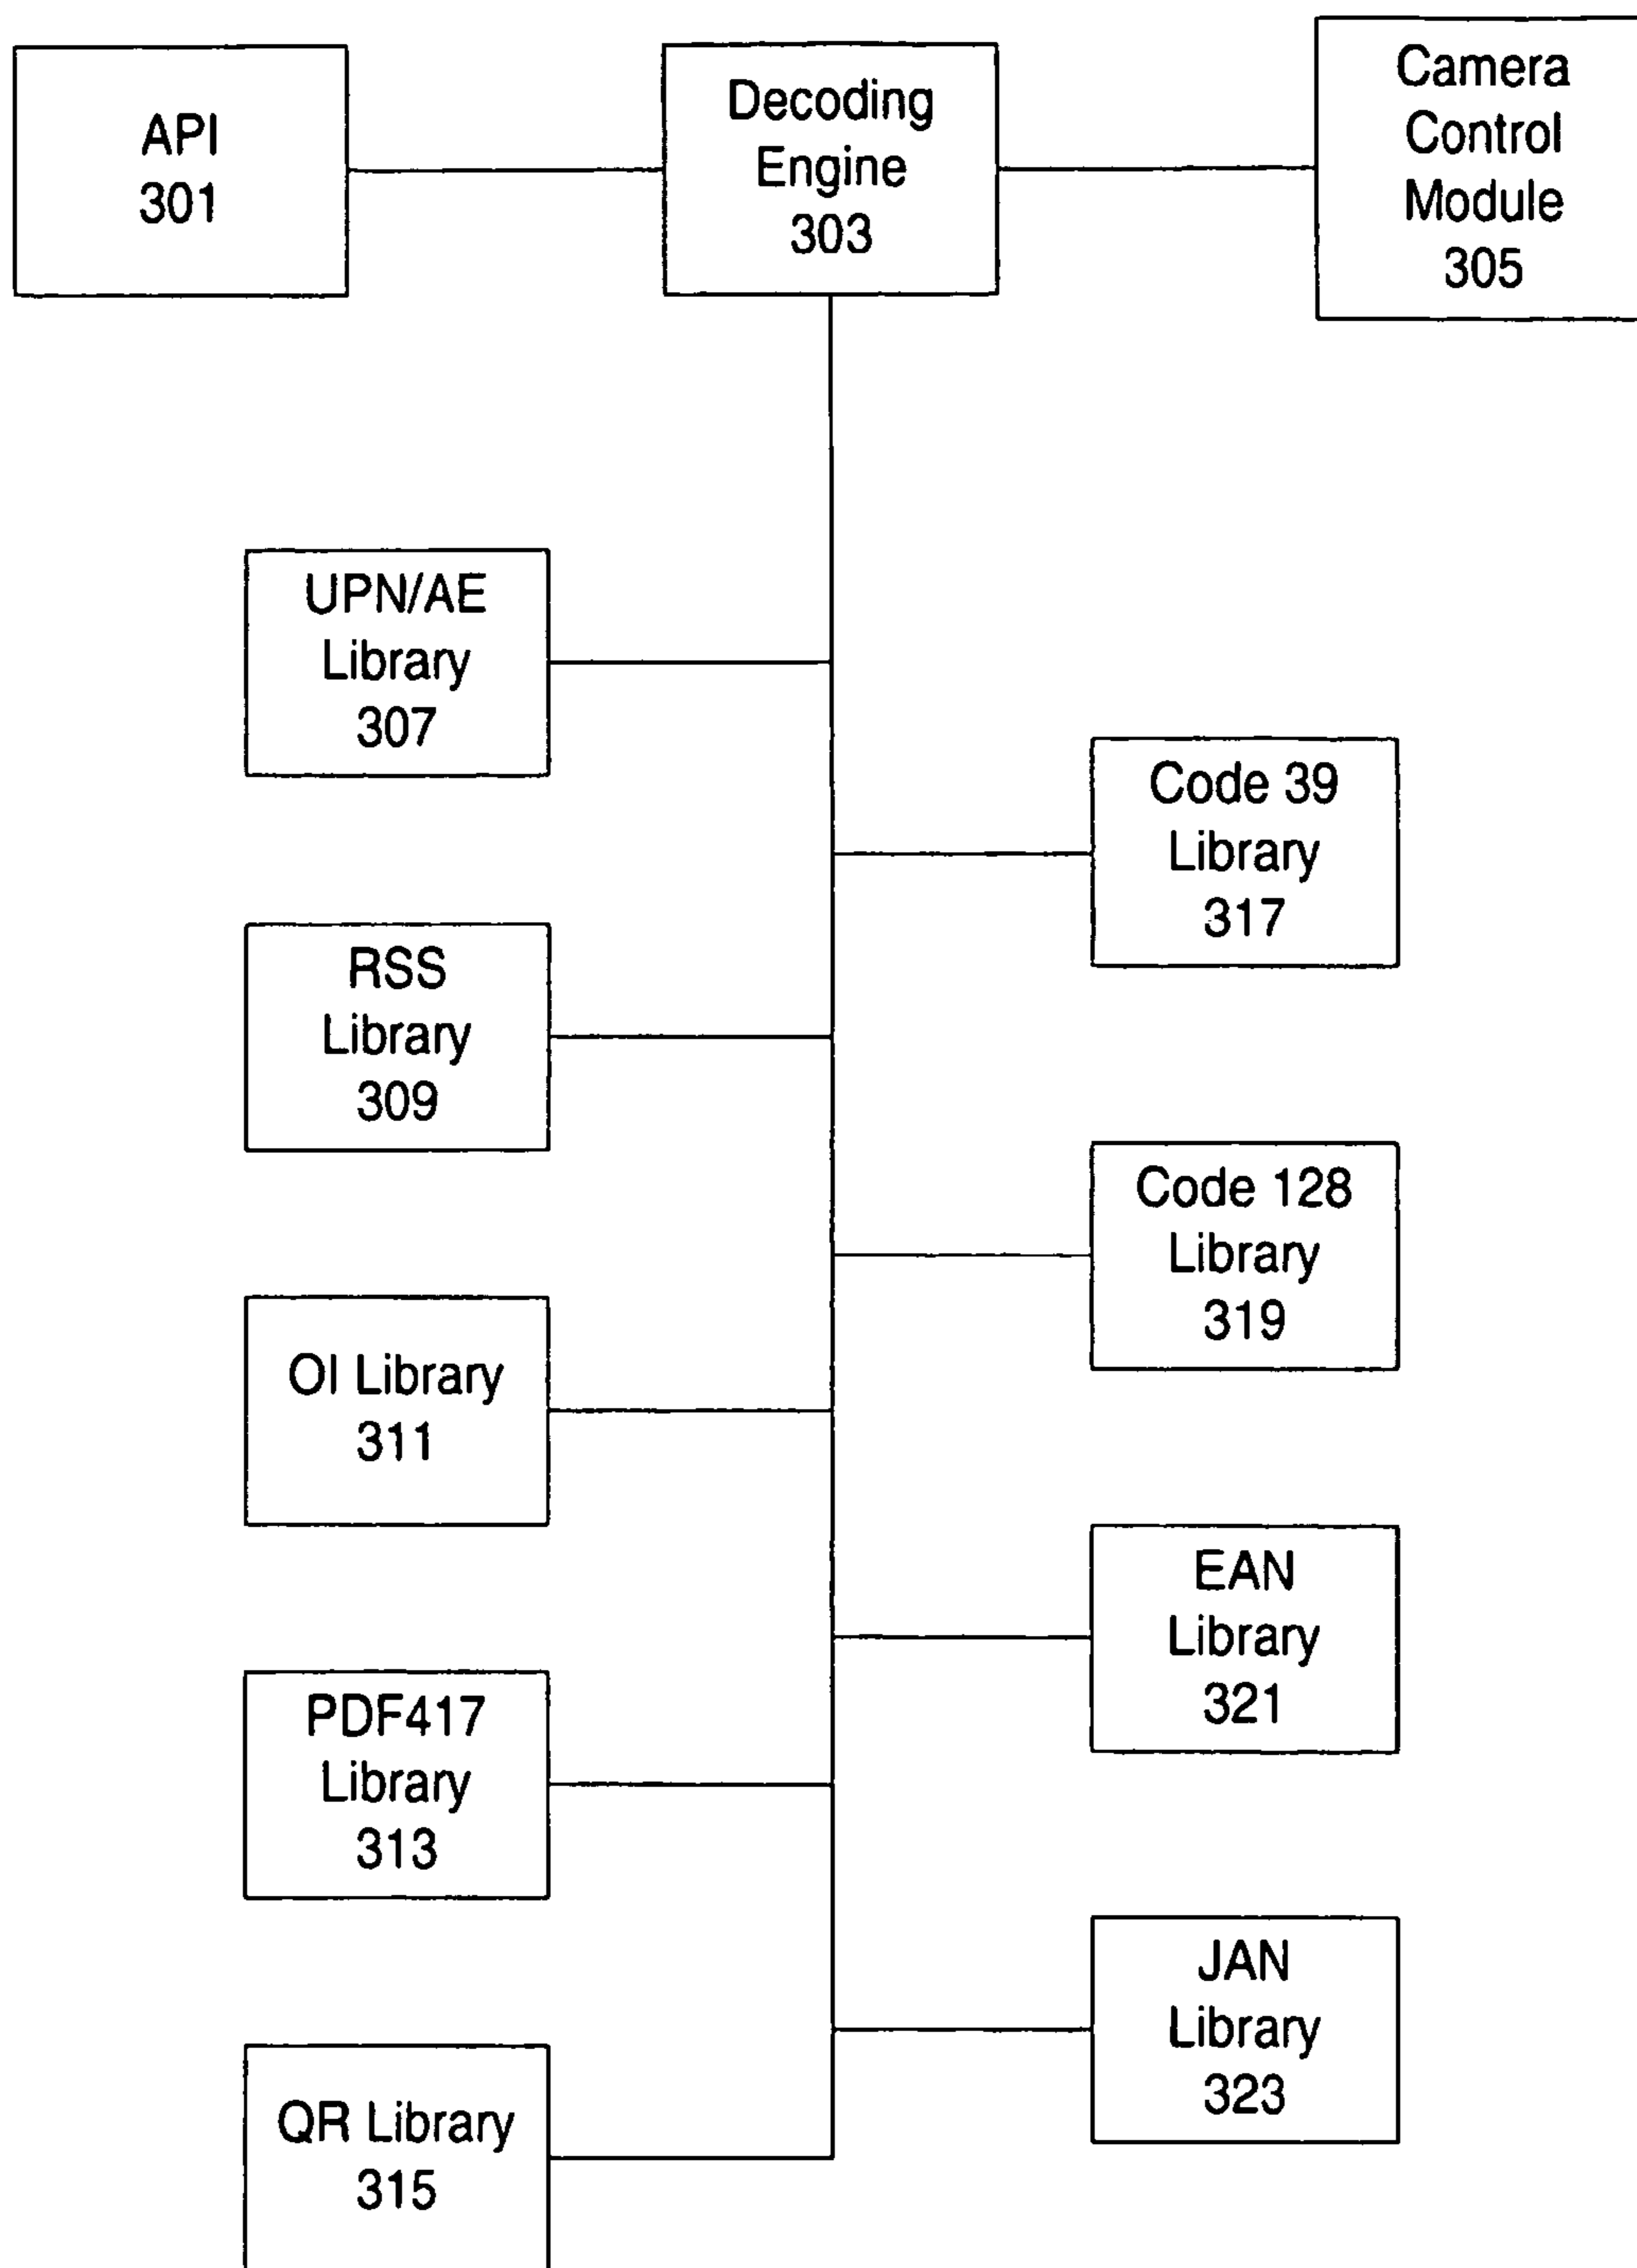 API
301
Decoding
Engine
303
Camera
Control
Module
305
UPN/AE
Library
307
RSS
Library
309
OI Library
311
PDF417
Library
313
QR Library
315
Code 39
Library
317
Code 128
Library
319
EAN
Library
321
JAN
Library
323